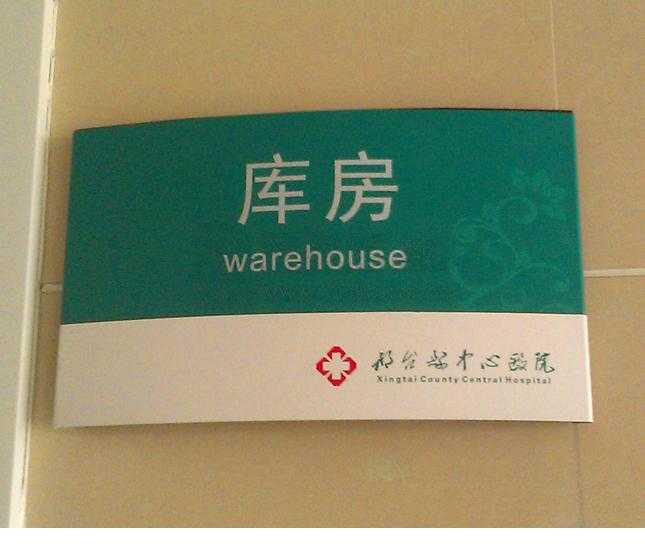 库房
warehouse
邢台县中心医院
Xingtai County Central Hospital